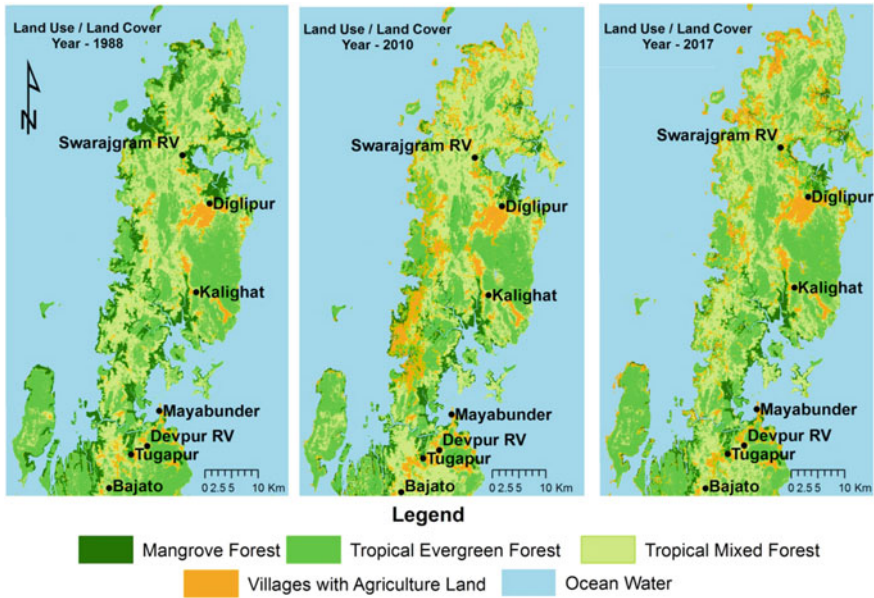 Land Use / Land Cover
Year - 1988
N
Swarajgram RV
Diglipur
Kalighat
Mayabunder
Devpur RV
Tugapur
Bajato
0 2.5 5 10 Km
Land Use / Land Cover
Year - 2010
Swarajgram RV
Diglipur
Kalighat
Mayabunder
Devpur RV
Tugapur
Bajato
0 2.5 5 10 Km
Land Use / Land Cover
Year - 2017
Swarajgram RV
Diglipur
Kalighat
Mayabunder
Devpur RV
Tugapur
Bajato
0 2.5 5 10 Km
Legend
Mangrove Forest
Tropical Evergreen Forest
Tropical Mixed Forest
Villages with Agriculture Land
Ocean Water